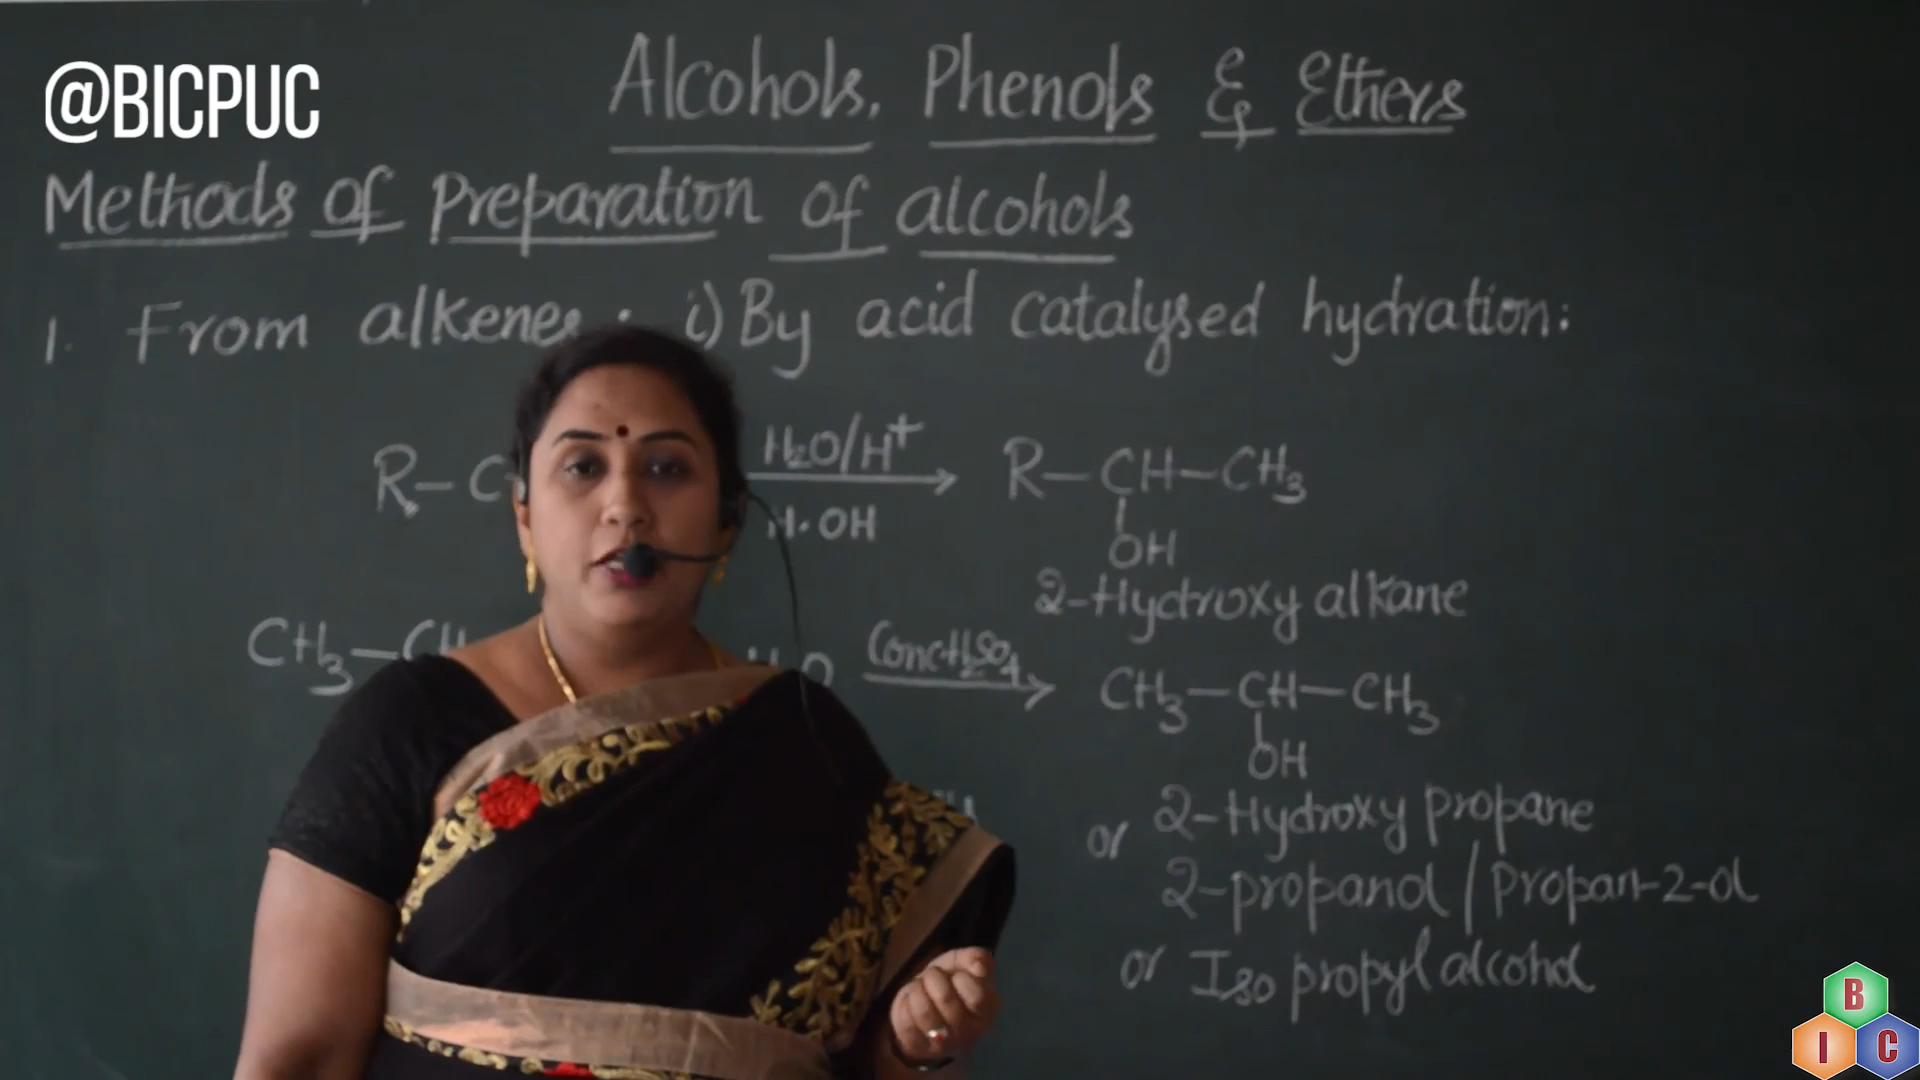 @BICPUC
Alcohols, Phenols & Ethers
Methods of Preparation of alcohols
1. From alkenes: i) By acid catalysed hydration:
R-C H₂O/H⁺ R-CH-CH₃
H·OH OH
2-Hydroxy alkane
CH₃-CH H₂O Conc·H₂SO₄ CH₃-CH-CH₃
OH
2-Hydroxy propane
or 2-propanol / Propan-2-ol
or Iso propyl alcohol
B
I C